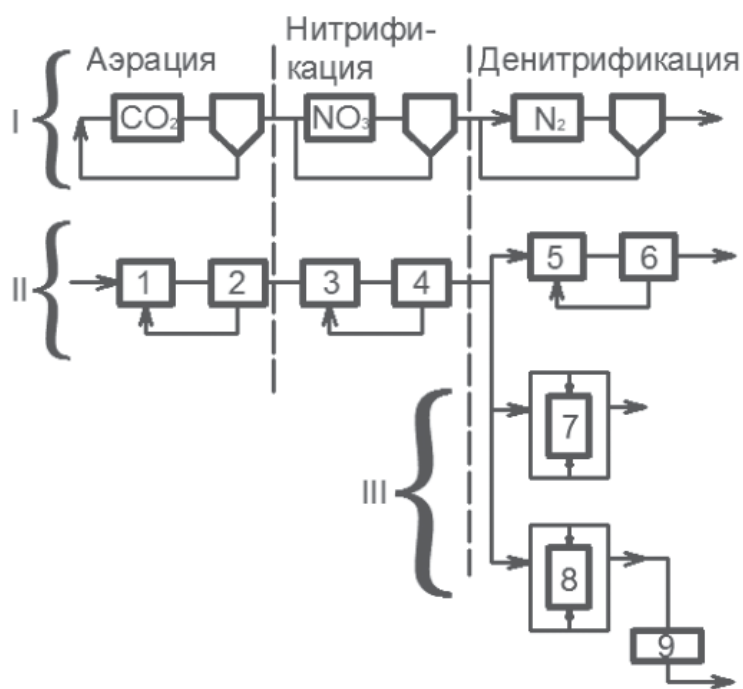 Аэрация
Нитрифи-
кация
Денитрификация
I
CO₂
NO₃
N₂
II
1
2
3
4
5
6
7
III
8
9